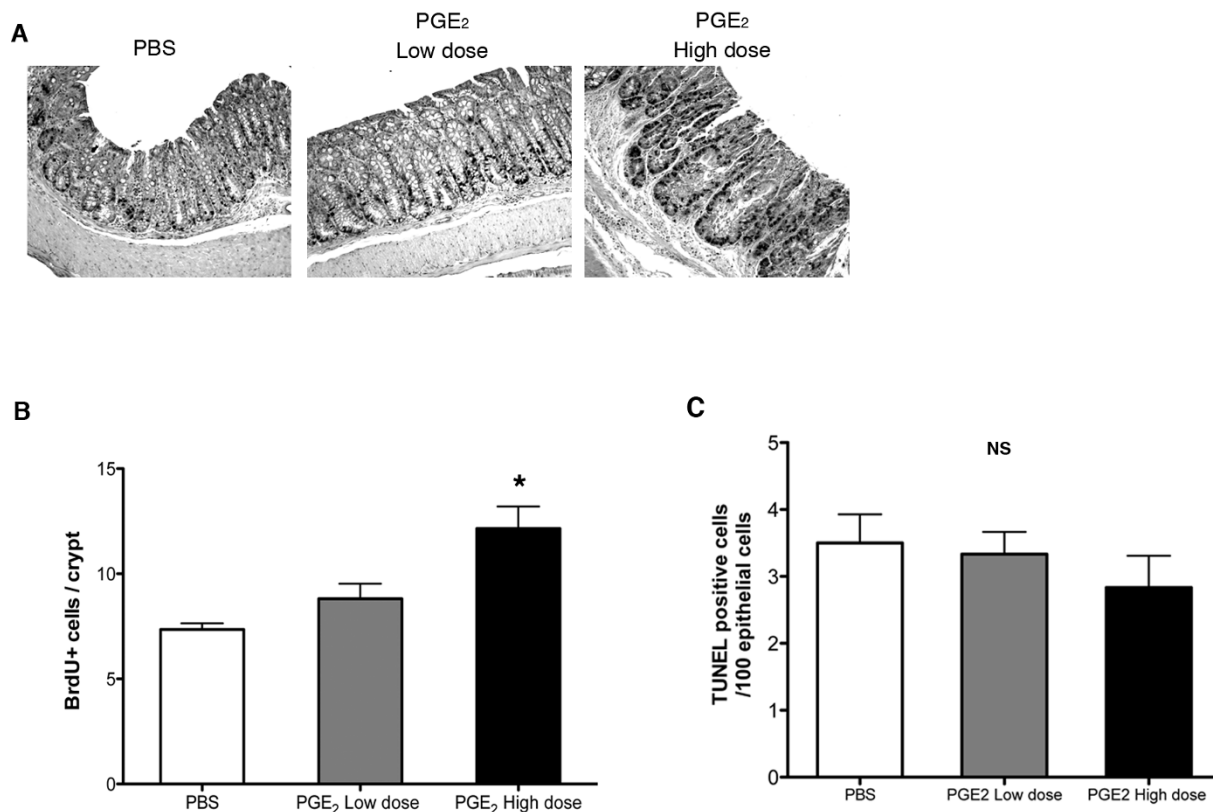 A
PBS
PGE₂
Low dose
PGE₂
High dose
B
BrdU+ cells / crypt
15
10
5
0
*
PBS
PGE₂ Low dose
PGE₂ High dose
C
TUNEL positive cells
/100 epithelial cells
5
4
3
2
1
0
NS
PBS
PGE2 Low dose
PGE2 High dose